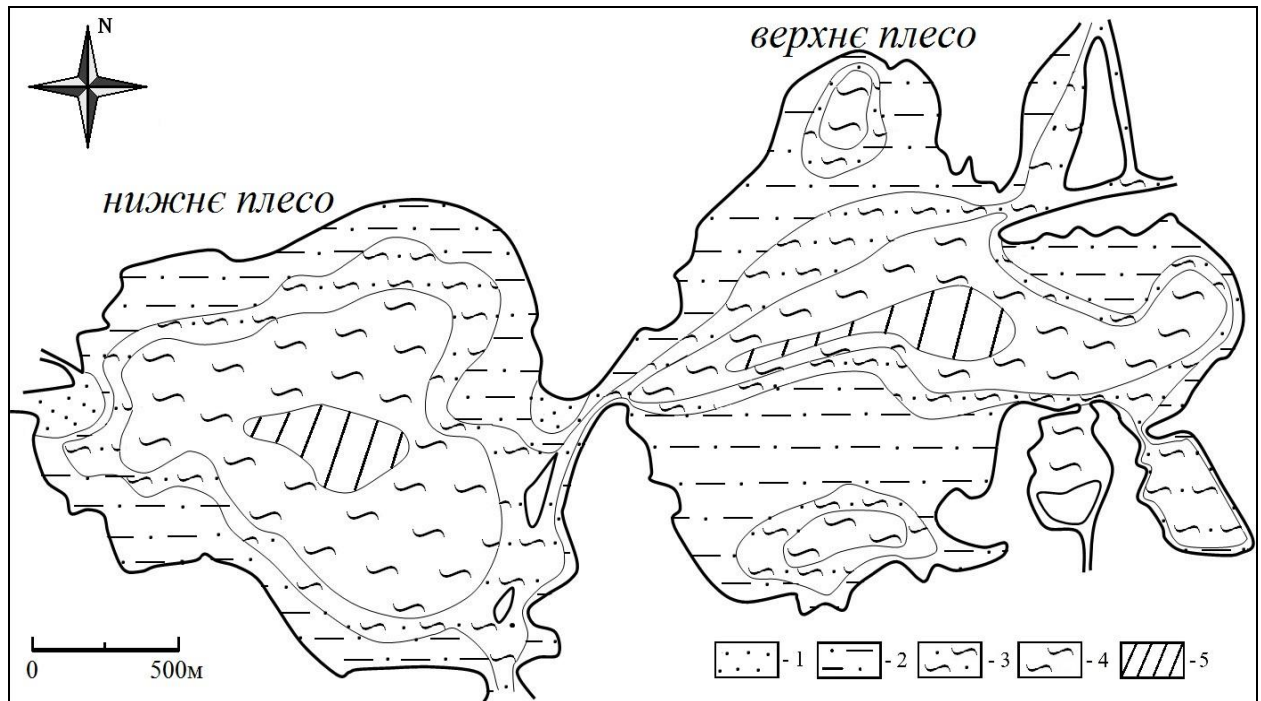 N
верхнє плесо
нижнє плесо
0 500м
- 1 - 2 - 3 - 4 - 5